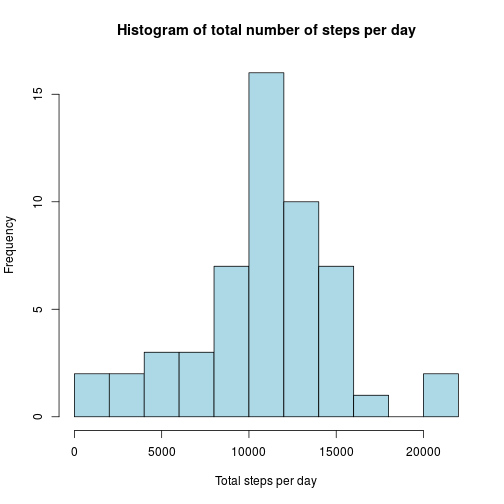 Histogram of total number of steps per day
Frequency
15
10
5
0
0 5000 10000 15000 20000
Total steps per day